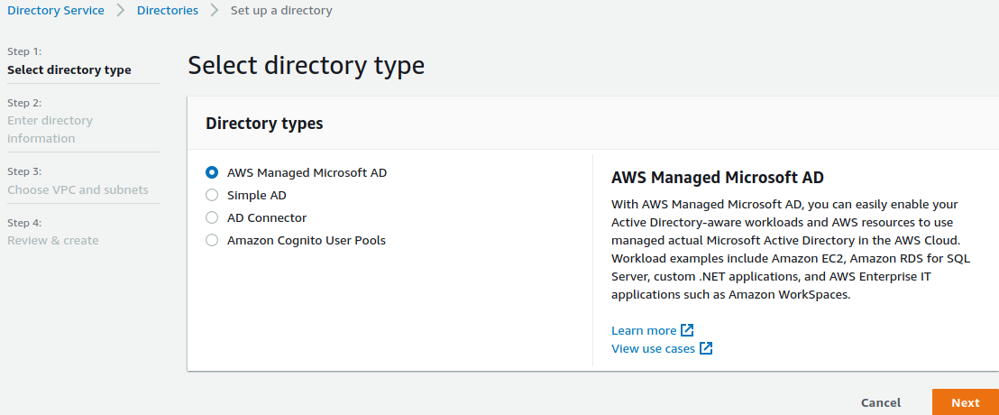 Directory Service > Directories > Set up a directory
Step 1:
Select directory type
Step 2:
Enter directory
information
Step 3:
Choose VPC and subnets
Step 4:
Review & create
Select directory type
Directory types
AWS Managed Microsoft AD
Simple AD
AD Connector
Amazon Cognito User Pools
AWS Managed Microsoft AD
With AWS Managed Microsoft AD, you can easily enable your
Active Directory-aware workloads and AWS resources to use
managed actual Microsoft Active Directory in the AWS Cloud.
Workload examples include Amazon EC2, Amazon RDS for SQL
Server, custom .NET applications, and AWS Enterprise IT
applications such as Amazon WorkSpaces.
Learn more
View use cases
Cancel
Next